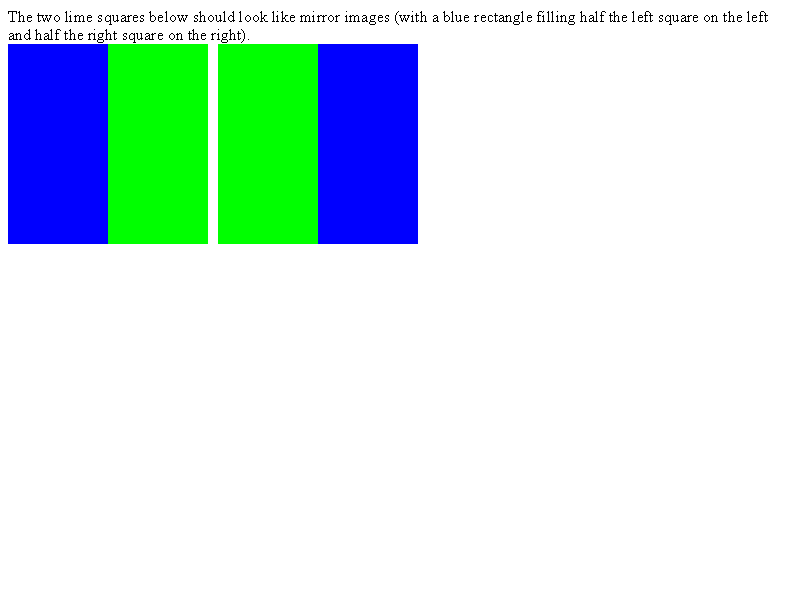 The two lime squares below should look like mirror images (with a blue rectangle filling half the left square on the left
and half the right square on the right).